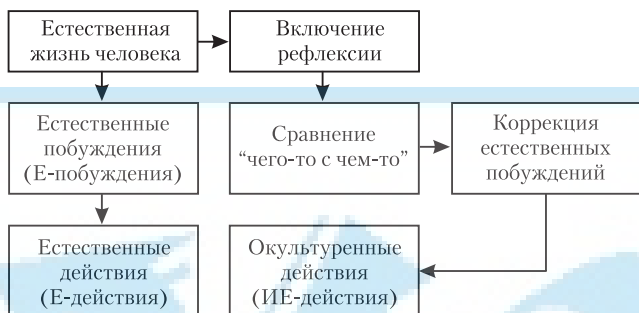 Естественная
жизнь человека
Включение
рефлексии
Естественные
побуждения
(Е-побуждения)
Сравнение
“чего-то с чем-то”
Коррекция
естественных
побуждений
Естественные
действия
(Е-действия)
Окультуренные
действия
(ИЕ-действия)